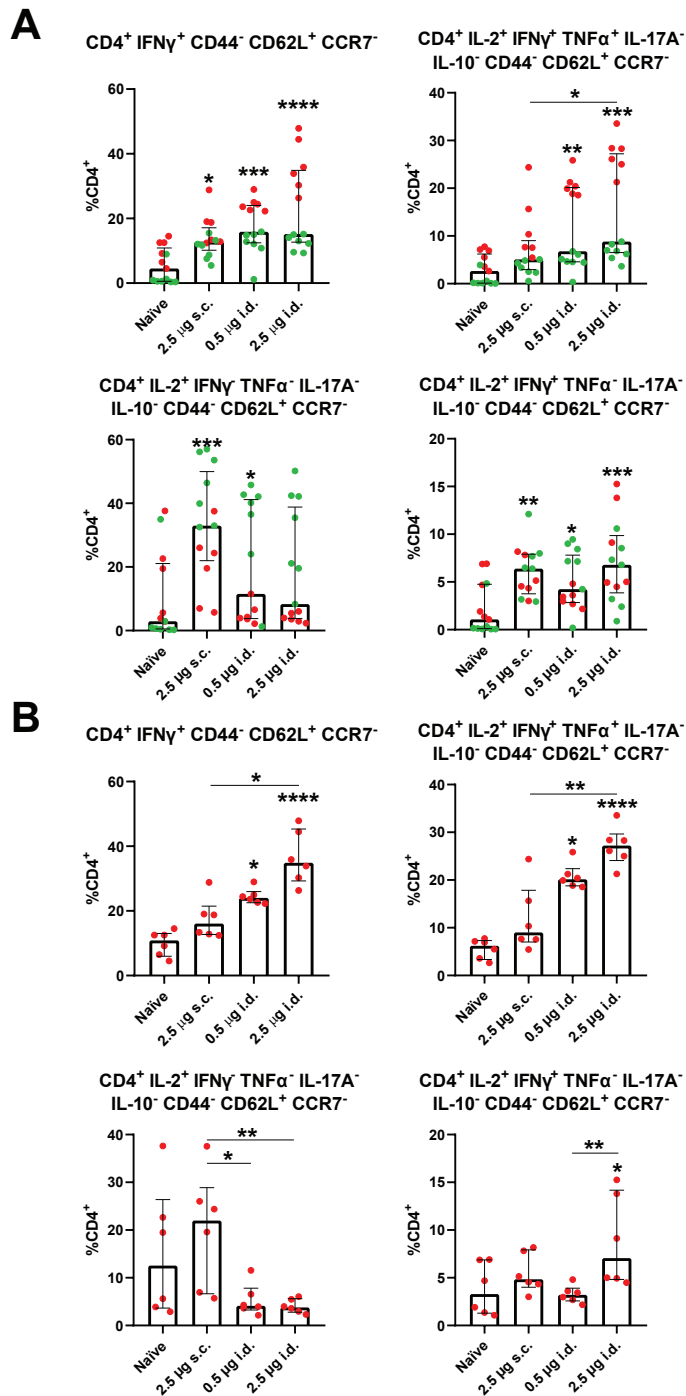 A
CD4⁺ IFNγ⁺ CD44⁻ CD62L⁺ CCR7⁻
%CD4⁺
60
40
20
0
*
***
****
Naïve
2.5 μg s.c.
0.5 μg i.d.
2.5 μg i.d.
CD4⁺ IL-2⁺ IFNγ⁺ TNFα⁺ IL-17A⁻
IL-10⁻ CD44⁻ CD62L⁺ CCR7⁻
%CD4⁺
40
30
20
10
0
*
**
***
Naïve
2.5 μg s.c.
0.5 μg i.d.
2.5 μg i.d.
CD4⁺ IL-2⁺ IFNγ⁻ TNFα⁻ IL-17A⁻
IL-10⁻ CD44⁻ CD62L⁺ CCR7⁻
%CD4⁺
60
40
20
0
***
*
Naïve
2.5 μg s.c.
0.5 μg i.d.
2.5 μg i.d.
CD4⁺ IL-2⁺ IFNγ⁺ TNFα⁻ IL-17A⁻
IL-10⁻ CD44⁻ CD62L⁺ CCR7⁻
%CD4⁺
20
15
10
5
0
**
*
***
Naïve
2.5 μg s.c.
0.5 μg i.d.
2.5 μg i.d.
B
CD4⁺ IFNγ⁺ CD44⁻ CD62L⁺ CCR7⁻
%CD4⁺
60
40
20
0
*
*
****
Naïve
2.5 μg s.c.
0.5 μg i.d.
2.5 μg i.d.
CD4⁺ IL-2⁺ IFNγ⁺ TNFα⁺ IL-17A⁻
IL-10⁻ CD44⁻ CD62L⁺ CCR7⁻
%CD4⁺
40
30
20
10
0
**
*
****
Naïve
2.5 μg s.c.
0.5 μg i.d.
2.5 μg i.d.
CD4⁺ IL-2⁺ IFNγ⁻ TNFα⁻ IL-17A⁻
IL-10⁻ CD44⁻ CD62L⁺ CCR7⁻
%CD4⁺
40
30
20
10
0
**
*
Naïve
2.5 μg s.c.
0.5 μg i.d.
2.5 μg i.d.
CD4⁺ IL-2⁺ IFNγ⁺ TNFα⁻ IL-17A⁻
IL-10⁻ CD44⁻ CD62L⁺ CCR7⁻
%CD4⁺
20
15
10
5
0
**
*
Naïve
2.5 μg s.c.
0.5 μg i.d.
2.5 μg i.d.